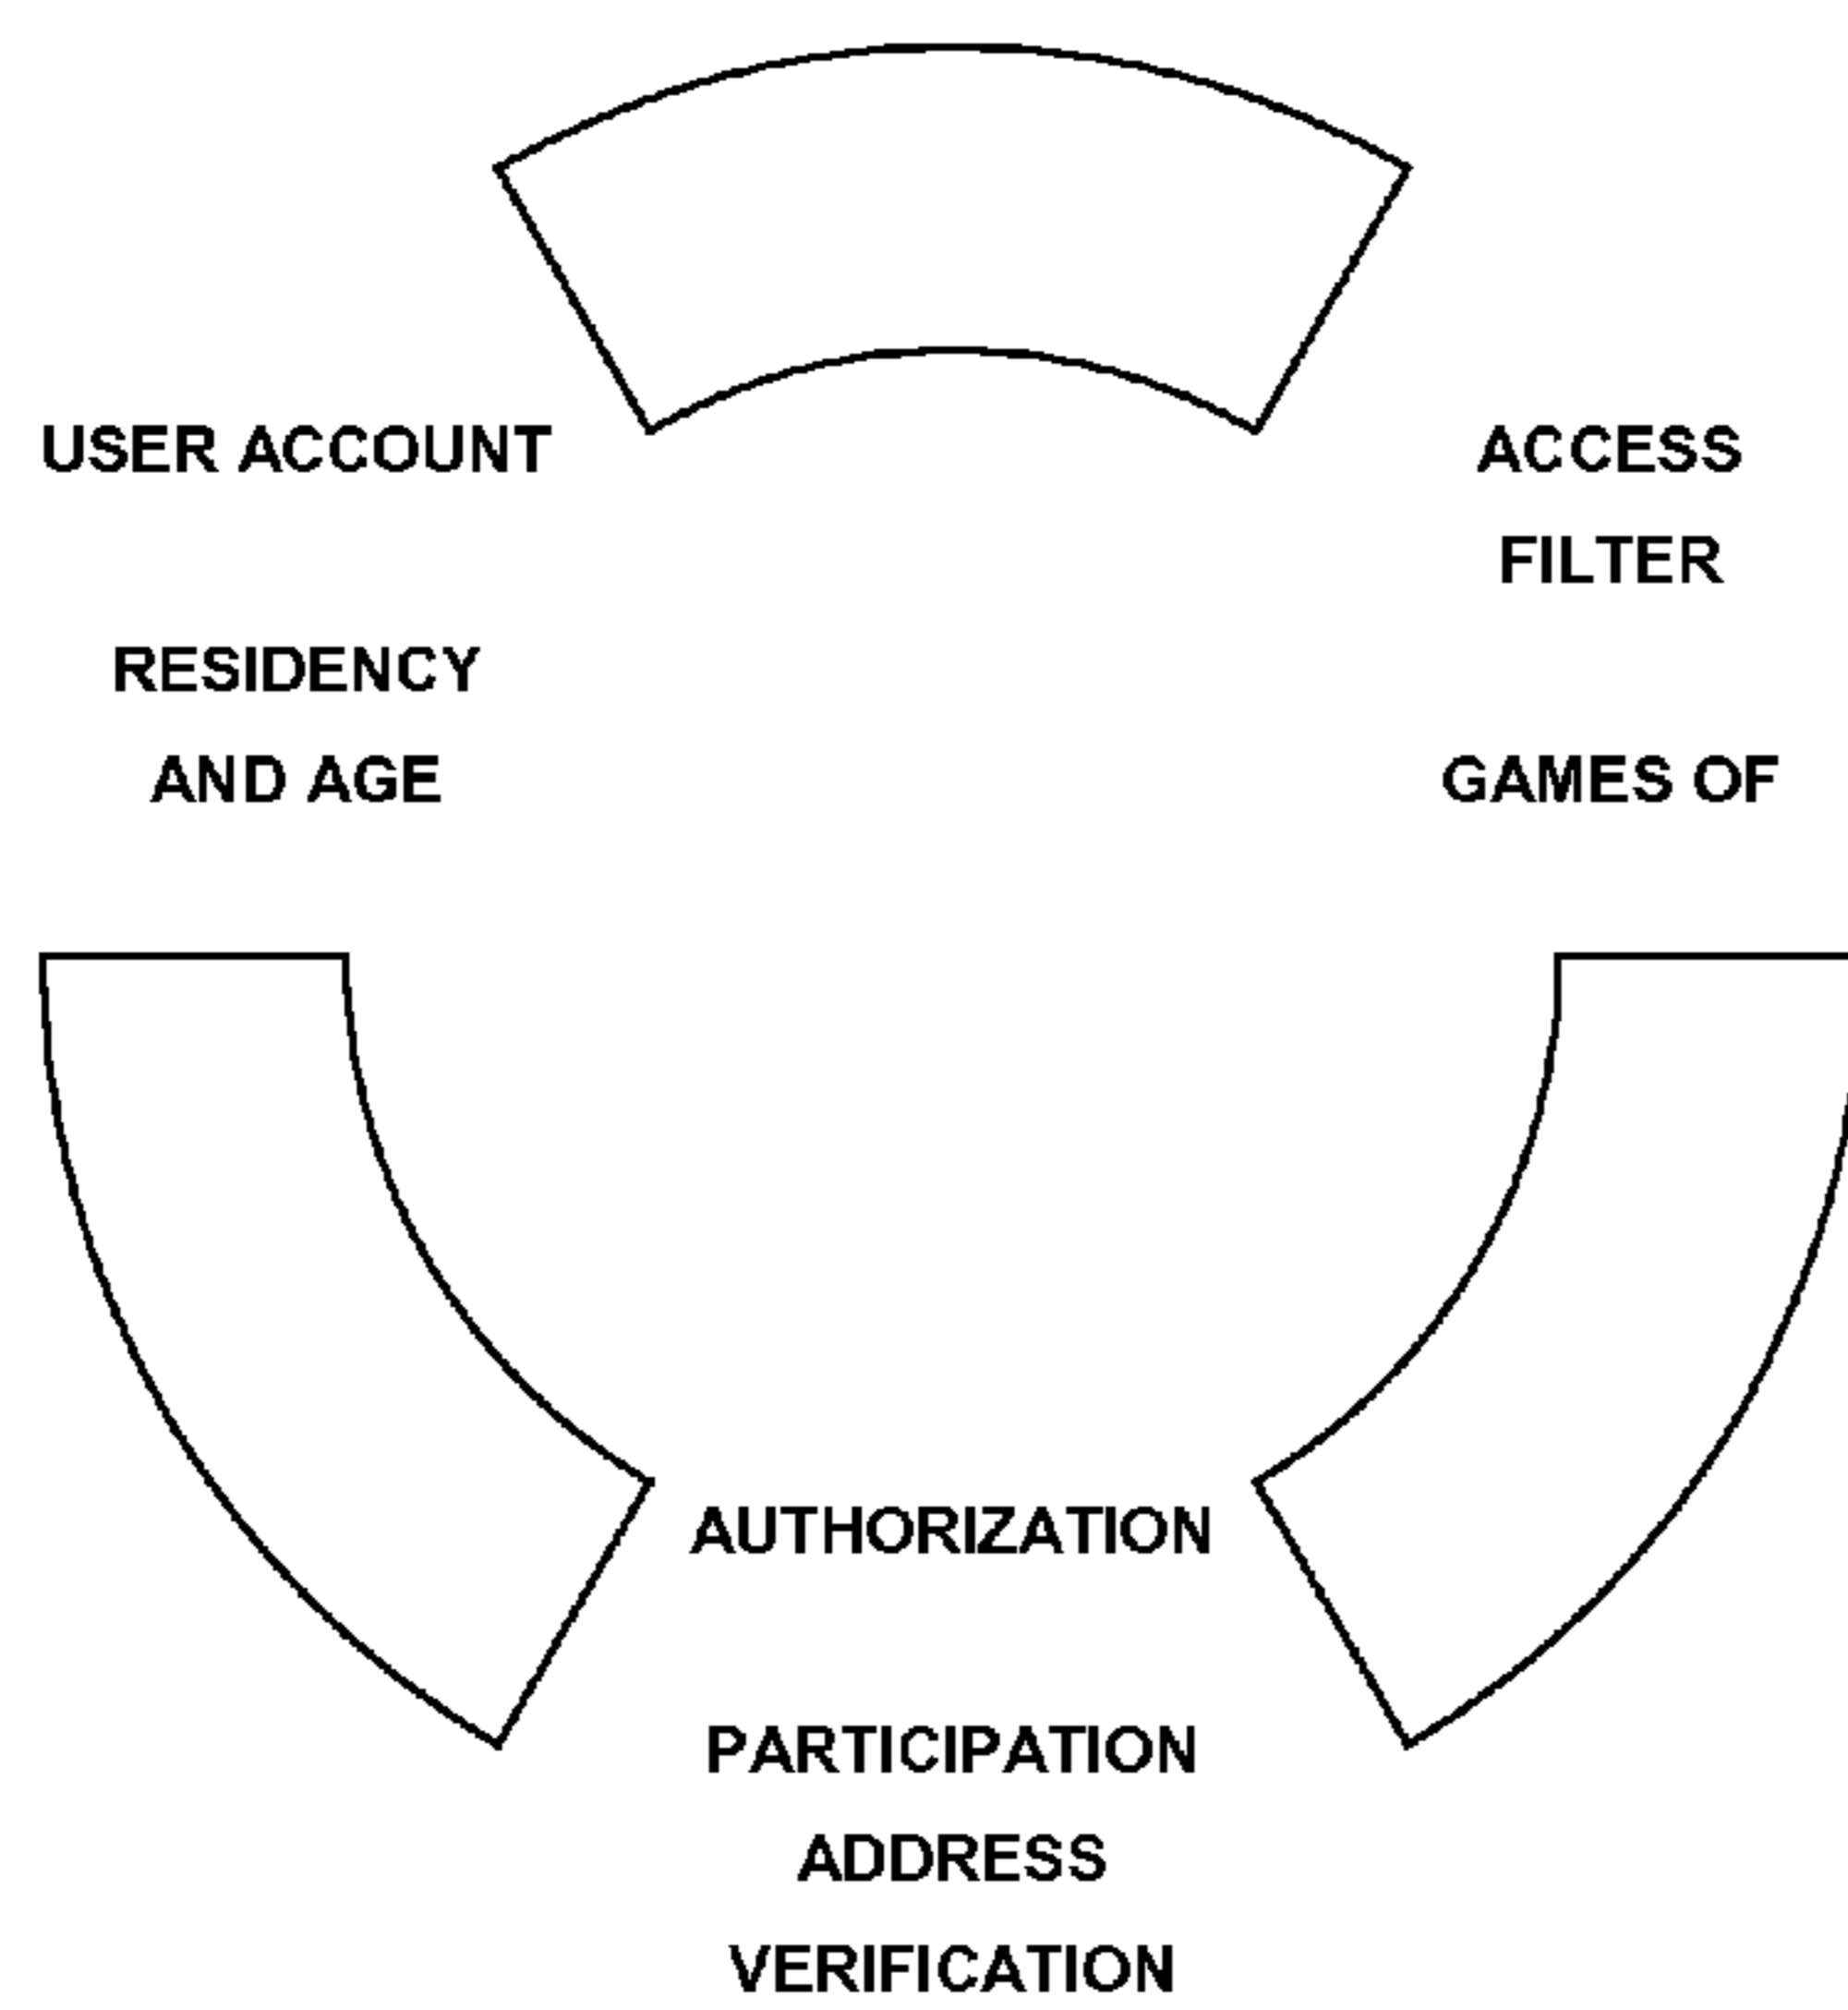 USER ACCOUNT
RESIDENCY
AND AGE
ACCESS
FILTER
GAMES OF
AUTHORIZATION
PARTICIPATION
ADDRESS
VERIFICATION